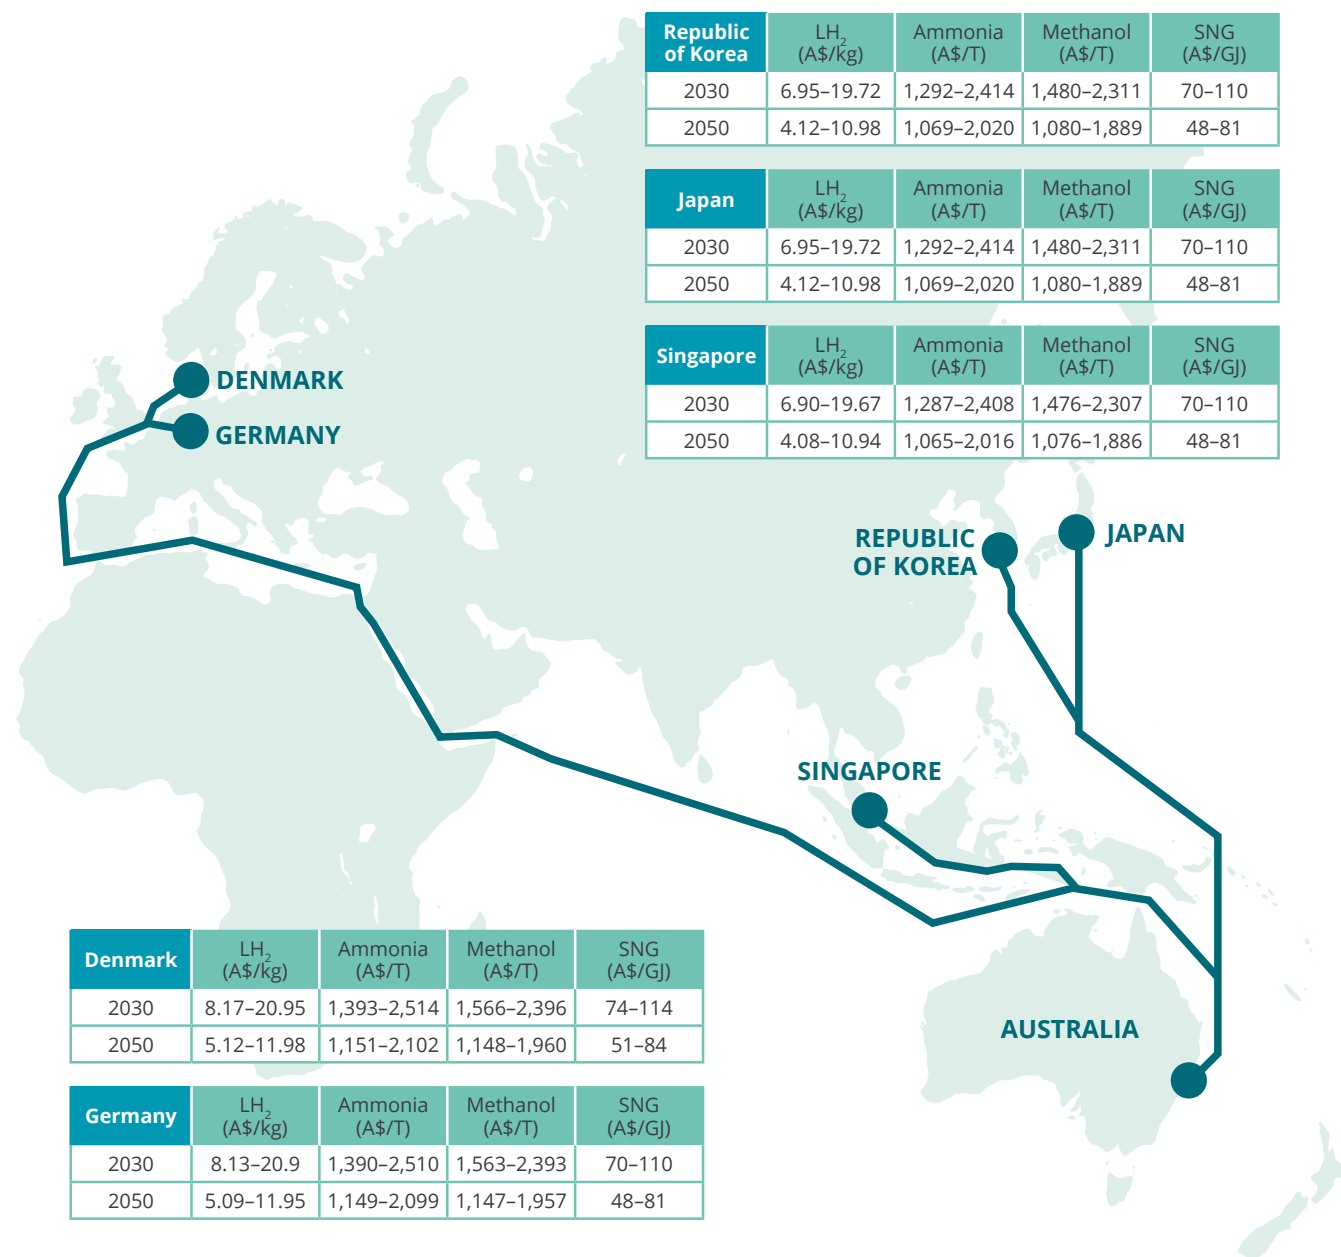 Republic of Korea LH2 (A$/kg) Ammonia (A$/T) Methanol (A$/T) SNG (A$/GJ)
2030 6.95–19.72 1,292–2,414 1,480–2,311 70–110
2050 4.12–10.98 1,069–2,020 1,080–1,889 48–81
Japan LH2 (A$/kg) Ammonia (A$/T) Methanol (A$/T) SNG (A$/GJ)
2030 6.95–19.72 1,292–2,414 1,480–2,311 70–110
2050 4.12–10.98 1,069–2,020 1,080–1,889 48–81
Singapore LH2 (A$/kg) Ammonia (A$/T) Methanol (A$/T) SNG (A$/GJ)
2030 6.90–19.67 1,287–2,408 1,476–2,307 70–110
2050 4.08–10.94 1,065–2,016 1,076–1,886 48–81
DENMARK
GERMANY
REPUBLIC
OF KOREA
JAPAN
SINGAPORE
AUSTRALIA
Denmark LH2 (A$/kg) Ammonia (A$/T) Methanol (A$/T) SNG (A$/GJ)
2030 8.17–20.95 1,393–2,514 1,566–2,396 74–114
2050 5.12–11.98 1,151–2,102 1,148–1,960 51–84
Germany LH2 (A$/kg) Ammonia (A$/T) Methanol (A$/T) SNG (A$/GJ)
2030 8.13–20.9 1,390–2,510 1,563–2,393 70–110
2050 5.09–11.95 1,149–2,099 1,147–1,957 48–81